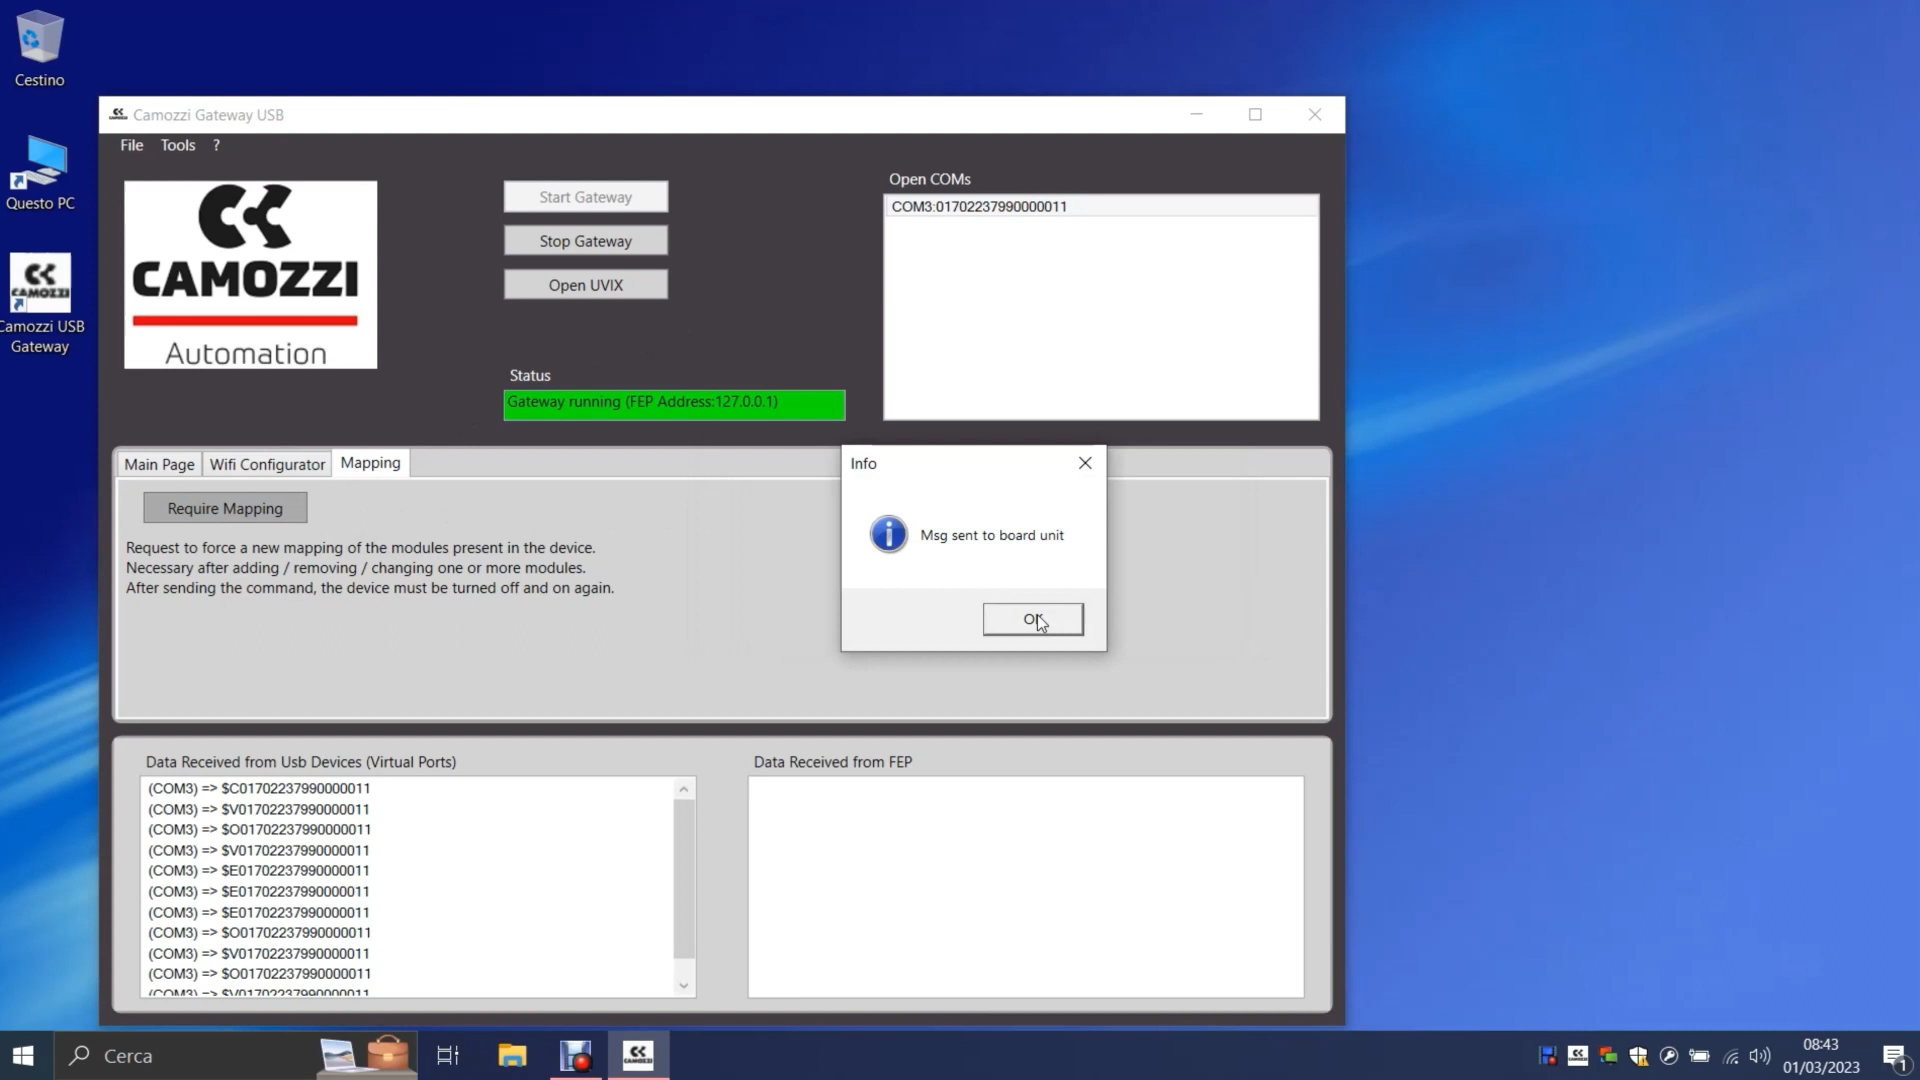 Cestino
Questo PC
CAMOZZI
Camozzi USB
Gateway
Camozzi Gateway USB
File Tools ?
CAMOZZI
Automation
Start Gateway
Stop Gateway
Open UVIX
Status
Gateway running (FEP Address:127.0.0.1)
Open COMs
COM3:01702237990000011
Main Page Wifi Configurator Mapping
Require Mapping
Request to force a new mapping of the modules present in the device.
Necessary after adding / removing / changing one or more modules.
After sending the command, the device must be turned off and on again.
Info
Msg sent to board unit
OK
Data Received from Usb Devices (Virtual Ports)
(COM3) => $C01702237990000011
(COM3) => $V01702237990000011
(COM3) => $O01702237990000011
(COM3) => $V01702237990000011
(COM3) => $E01702237990000011
(COM3) => $E01702237990000011
(COM3) => $E01702237990000011
(COM3) => $O01702237990000011
(COM3) => $V01702237990000011
(COM3) => $O01702237990000011
(COM3) => $V01702237990000011
Data Received from FEP
Cerca
CAMOZZI
08:43
01/03/2023
1